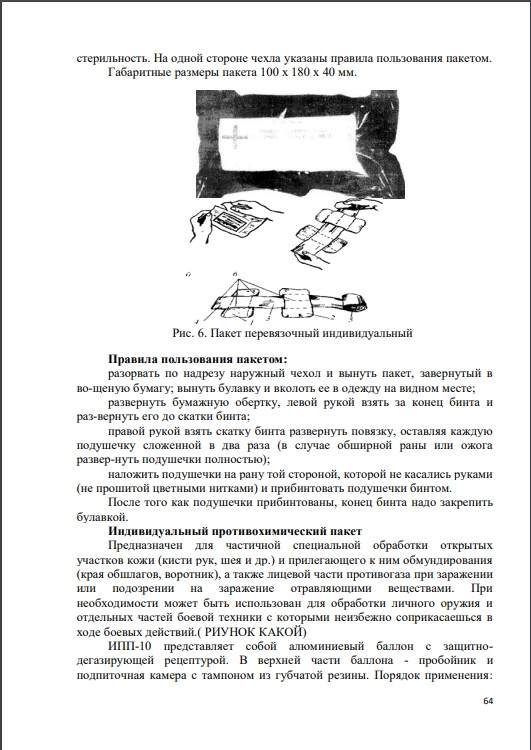 стерильность. На одной стороне чехла указаны правила пользования пакетом.
Габаритные размеры пакета 100 х 180 х 40 мм.
а
б
4
1
3
2
Рис. 6. Пакет перевязочный индивидуальный
Правила пользования пакетом:
разорвать по надрезу наружный чехол и вынуть пакет, завернутый в
во-щеную бумагу; вынуть булавку и вколоть ее в одежду на видном месте;
развернуть бумажную обертку, левой рукой взять за конец бинта и
раз-вернуть его до скатки бинта;
правой рукой взять скатку бинта развернуть повязку, оставляя каждую
подушечку сложенной в два раза (в случае обширной раны или ожога
развер-нуть подушечки полностью);
наложить подушечки на рану той стороной, которой не касались руками
(не прошитой цветными нитками) и прибинтовать подушечки бинтом.
После того как подушечки прибинтованы, конец бинта надо закрепить
булавкой.
Индивидуальный противохимический пакет
Предназначен для частичной специальной обработки открытых
участков кожи (кисти рук, шея и др.) и прилегающего к ним обмундирования
(края обшлагов, воротник), а также лицевой части противогаза при заражении
или подозрении на заражение отравляющими веществами. При
необходимости может быть использован для обработки личного оружия и
отдельных частей боевой техники с которыми неизбежно соприкасаешься в
ходе боевых действий.( РИУНОК КАКОЙ)
ИПП-10 представляет собой алюминиевый баллон с защитно-
дегазирующей рецептурой. В верхней части баллона - пробойник и
подпиточная камера с тампоном из губчатой резины. Порядок применения:
64